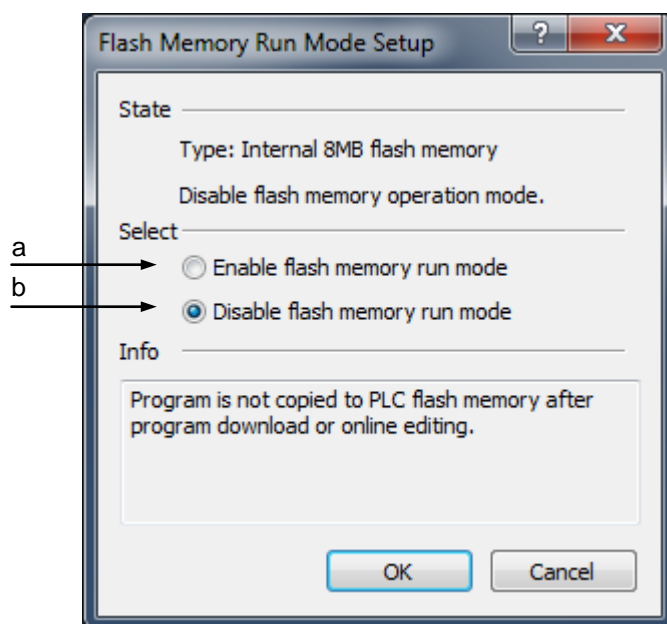 Flash Memory Run Mode Setup
?
State
Type: Internal 8MB flash memory
Disable flash memory operation mode.
Select
a
Enable flash memory run mode
b
Disable flash memory run mode
Info
Program is not copied to PLC flash memory after
program download or online editing.
OK Cancel